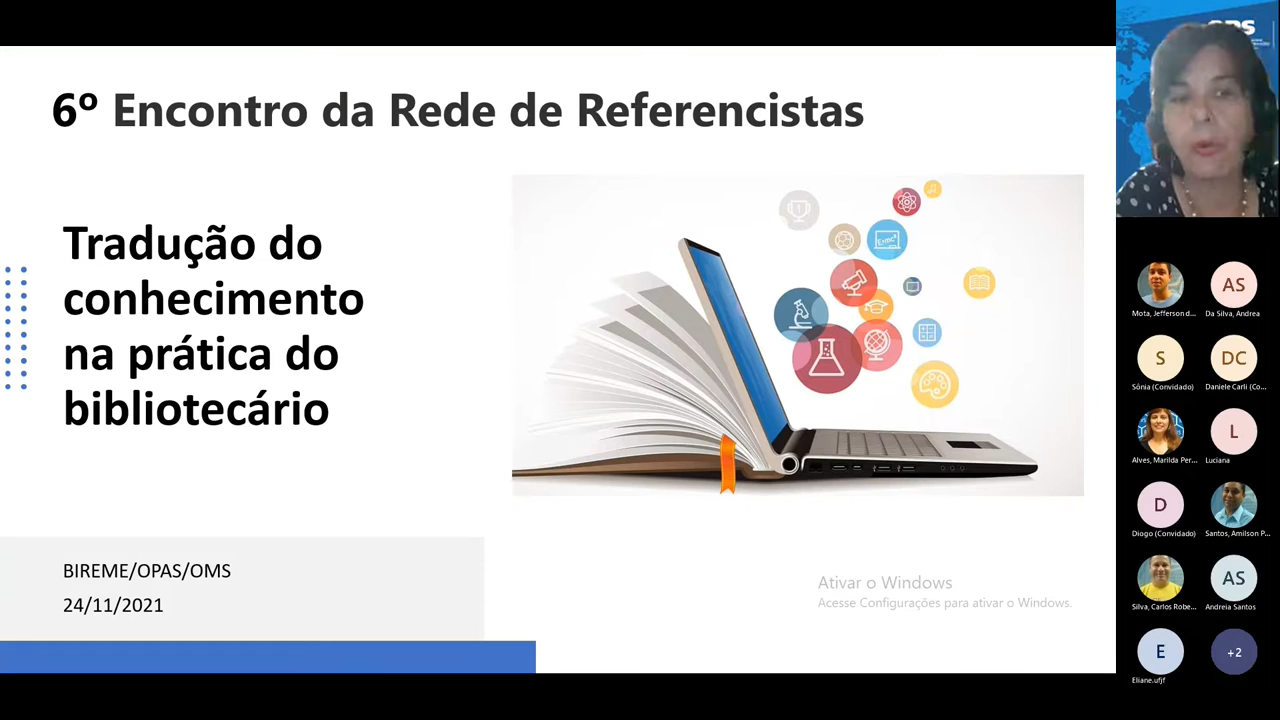 6º Encontro da Rede de Referencistas
Tradução do
conhecimento
na prática do
bibliotecário
BIREME/OPAS/OMS
24/11/2021
Ativar o Windows
Acesse Configurações para ativar o Windows.
OPS
Mota, Jefferson d...
AS
Da Silva, Andrea
S
Sônia (Convidado)
DC
Daniele Carli (Co...
Alves, Marilda Per...
L
Luciana
D
Diogo (Convidado)
Santos, Amilson P...
Silva, Carlos Robe...
AS
Andreia Santos
E
Eliane.ufjf
+2